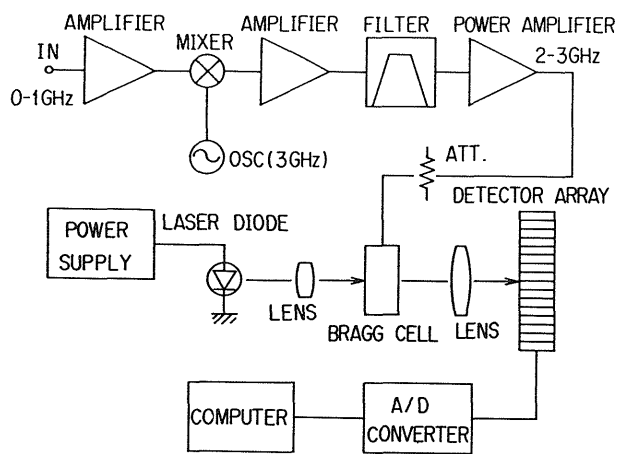 AMPLIFIER
MIXER
AMPLIFIER
FILTER
POWER AMPLIFIER
IN
0-1GHz
2-3GHz
OSC(3GHz)
ATT.
DETECTOR ARRAY
POWER
SUPPLY
LASER DIODE
LENS
BRAGG CELL
LENS
COMPUTER
A/D
CONVERTER